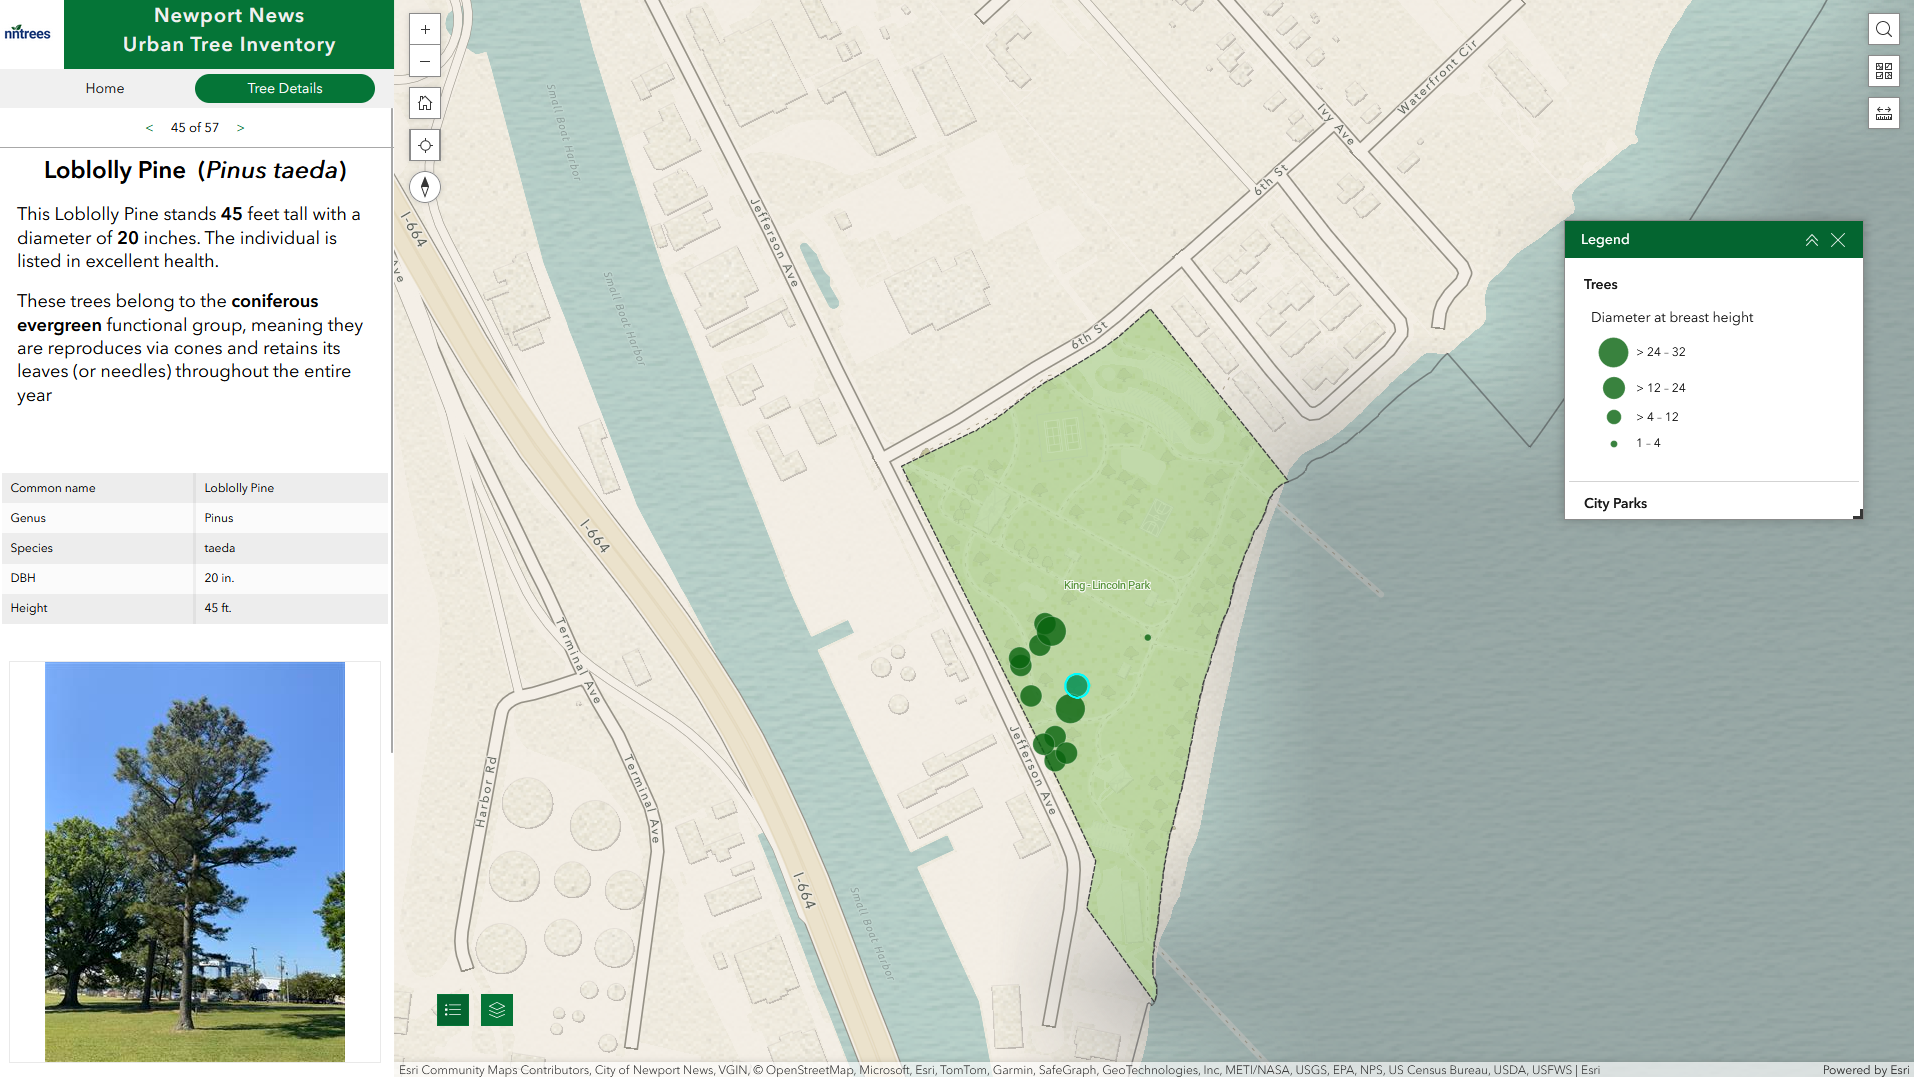 nntrees
Newport News
Urban Tree Inventory
Home
Tree Details
< 45 of 57 >
Loblolly Pine (Pinus taeda)
This Loblolly Pine stands 45 feet tall with a
diameter of 20 inches. The individual is
listed in excellent health.
These trees belong to the coniferous
evergreen functional group, meaning they
are reproduces via cones and retains its
leaves (or needles) throughout the entire
year
Common name Loblolly Pine
Genus Pinus
Species taeda
DBH 20 in.
Height 45 ft.
Small Boat Harbor
Small Boat Harbor
Small Boat Harbor
I-664
I-664
I-664
Ave
Jefferson Ave
Jefferson Ave
Ivy Ave
Waterfront Cir
6th St
6th St
King - Lincoln Park
Terminal Ave
Terminal Ave
Harbor Rd
Legend
Trees
Diameter at breast height
> 24 – 32
> 12 – 24
> 4 – 12
1 – 4
City Parks
Esri Community Maps Contributors, City of Newport News, VGIN, © OpenStreetMap, Microsoft, Esri, TomTom, Garmin, SafeGraph, GeoTechnologies, Inc, METI/NASA, USGS, EPA, NPS, US Census Bureau, USDA, USFWS | Esri
Powered by Esri